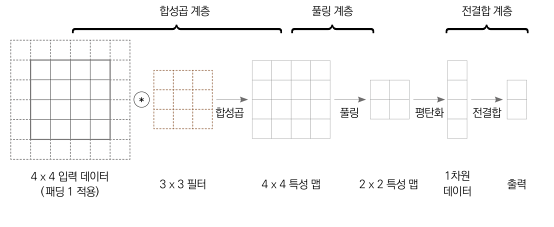 합성곱 계층
풀링 계층
전결합 계층
*
합성곱
풀링
평탄화
전결합
4 x 4 입력 데이터
(패딩 1 적용)
3 x 3 필터
4 x 4 특성 맵
2 x 2 특성 맵
1차원
데이터
출력